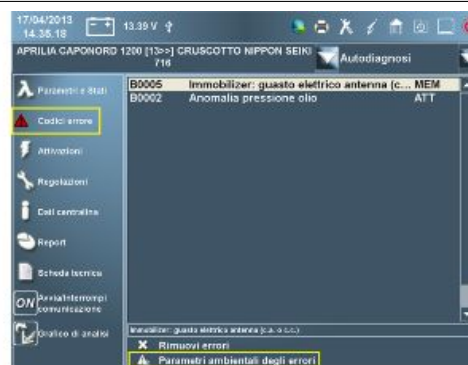 17/04/2013
14.35.18
13.39 V
APRILIA CAPONORD 1200 [13>>] CRUSCOTTO NIPPON SEIKI
716
Autodiagnosi
Parametri e Stati
Codici errore
Attivazioni
Regolazioni
Dati centralina
Report
Scheda tecnica
ON Avvia/Interrompi
comunicazione
Grafico di analisi
B0005 Immobilizer: guasto elettrico antenna (c... MEM
B0002 Anomalia pressione olio ATT
Immobilizer: guasto elettrico antenna (c.a. o c.c.)
Rimuovi errori
Parametri ambientali degli errori